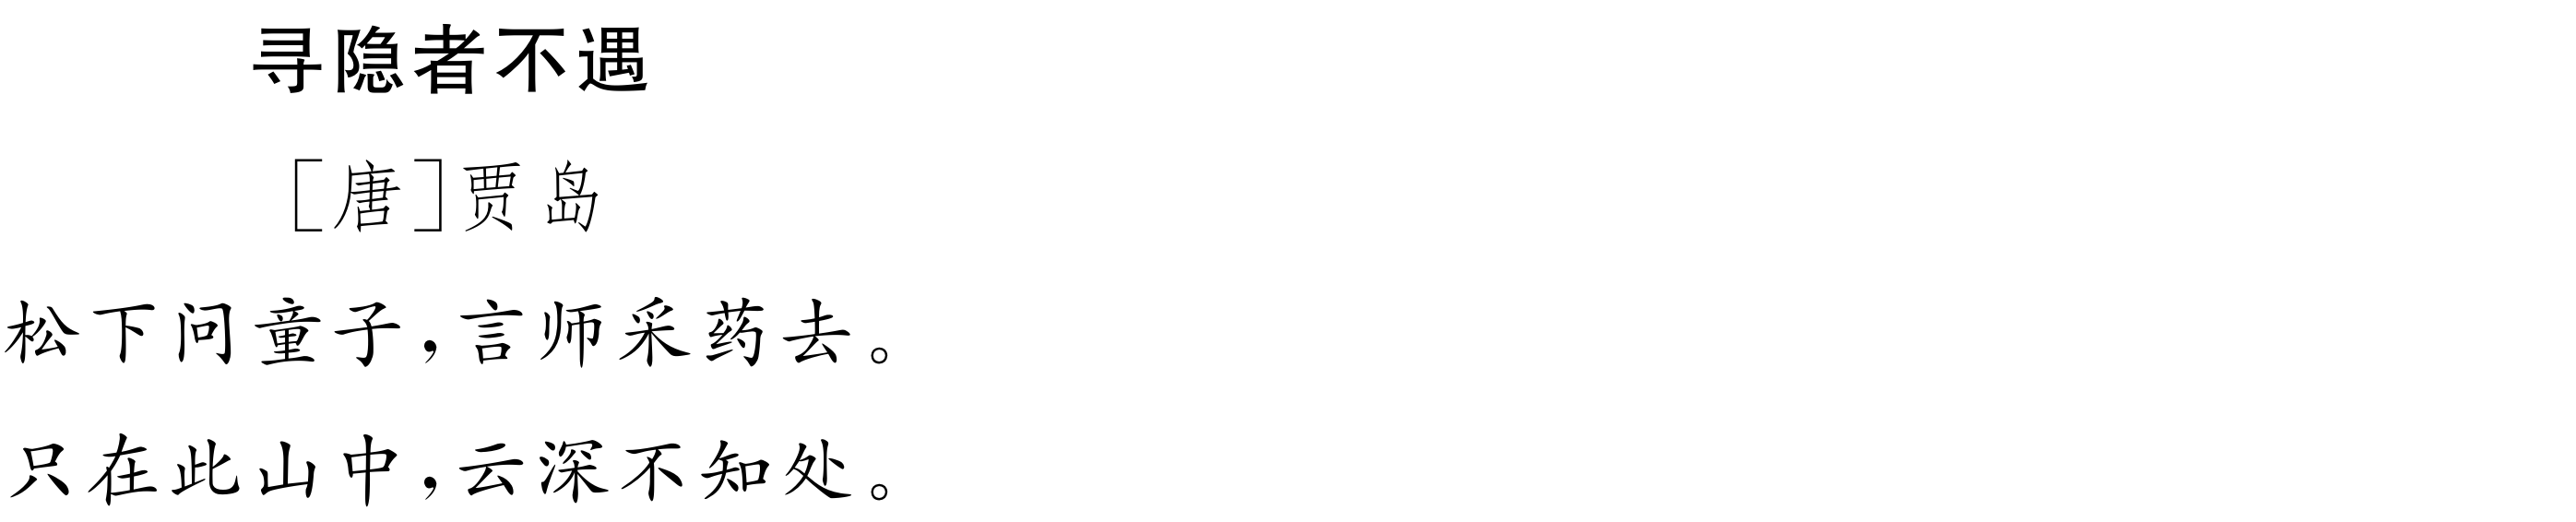 寻隐者不遇
［唐］贾岛
松下问童子，言师采药去。
只在此山中，云深不知处。